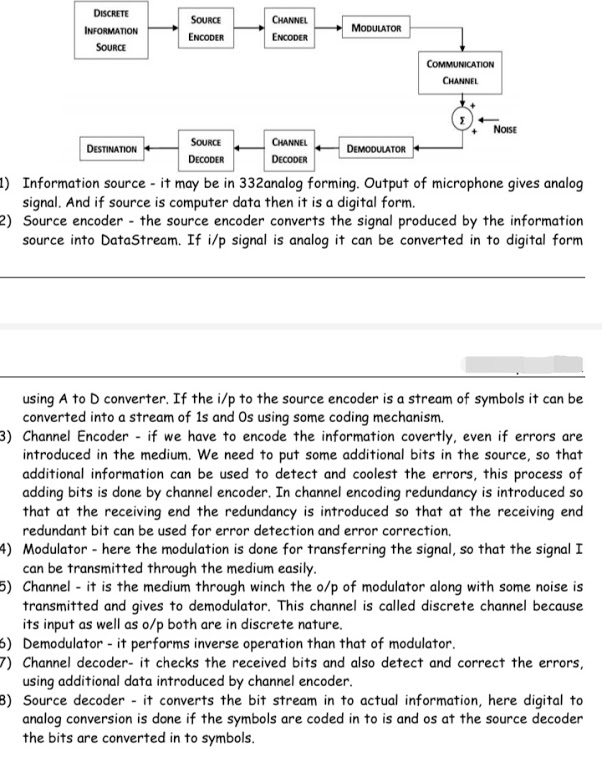 DISCRETE
INFORMATION
SOURCE
SOURCE
ENCODER
CHANNEL
ENCODER
MODULATOR
COMMUNICATION
CHANNEL
+
Σ
+
NOISE
DEMODULATOR
CHANNEL
DECODER
SOURCE
DECODER
DESTINATION
1) Information source - it may be in 332analog forming. Output of microphone gives analog
signal. And if source is computer data then it is a digital form.
2) Source encoder - the source encoder converts the signal produced by the information
source into DataStream. If i/p signal is analog it can be converted in to digital form
using A to D converter. If the i/p to the source encoder is a stream of symbols it can be
converted into a stream of 1s and 0s using some coding mechanism.
3) Channel Encoder - if we have to encode the information covertly, even if errors are
introduced in the medium. We need to put some additional bits in the source, so that
additional information can be used to detect and coolest the errors, this process of
adding bits is done by channel encoder. In channel encoding redundancy is introduced so
that at the receiving end the redundancy is introduced so that at the receiving end
redundant bit can be used for error detection and error correction.
4) Modulator - here the modulation is done for transferring the signal, so that the signal I
can be transmitted through the medium easily.
5) Channel - it is the medium through winch the o/p of modulator along with some noise is
transmitted and gives to demodulator. This channel is called discrete channel because
its input as well as o/p both are in discrete nature.
6) Demodulator - it performs inverse operation than that of modulator.
7) Channel decoder- it checks the received bits and also detect and correct the errors,
using additional data introduced by channel encoder.
8) Source decoder - it converts the bit stream in to actual information, here digital to
analog conversion is done if the symbols are coded in to is and os at the source decoder
the bits are converted in to symbols.